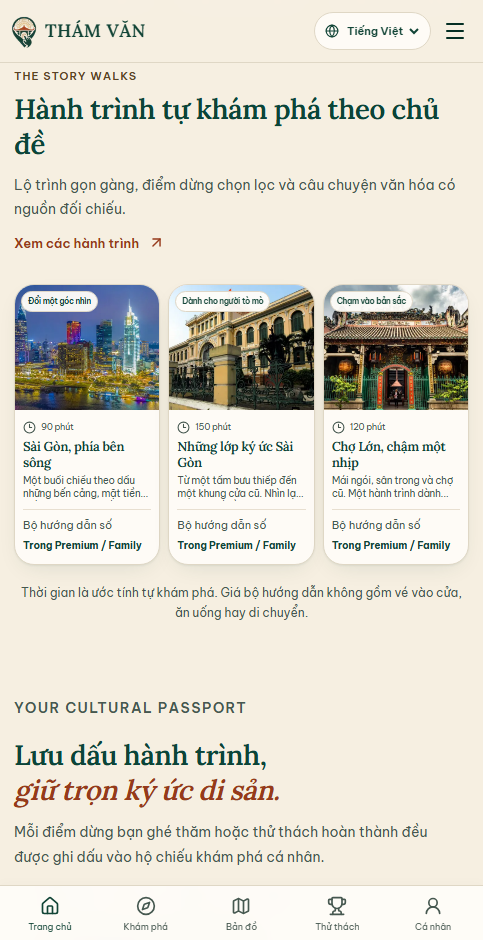 THÁM VĂN
Tiếng Việt
THE STORY WALKS
Hành trình tự khám phá theo chủ
đề
Lộ trình gọn gàng, điểm dừng chọn lọc và câu chuyện văn hóa có
nguồn đối chiếu.
Xem các hành trình
Đổi một góc nhìn
90 phút
Sài Gòn, phía bên
sông
Một buổi chiều theo dấu
những bến cảng, mặt tiền...
Bộ hướng dẫn số
Trong Premium / Family
Dành cho người tò mò
150 phút
Những lớp ký ức Sài
Gòn
Từ một tấm bưu thiếp đến
một khung cửa cũ. Nhìn lạ...
Bộ hướng dẫn số
Trong Premium / Family
Chạm vào bản sắc
120 phút
Chợ Lớn, chậm một
nhịp
Mái ngói, sân trong và chợ
cũ. Một hành trình dành...
Bộ hướng dẫn số
Trong Premium / Family
Thời gian là ước tính tự khám phá. Giá bộ hướng dẫn không gồm vé vào cửa,
ăn uống hay di chuyển.
YOUR CULTURAL PASSPORT
Lưu dấu hành trình,
giữ trọn ký ức di sản.
Mỗi điểm dừng bạn ghé thăm hoặc thử thách hoàn thành đều
được ghi dấu vào hộ chiếu khám phá cá nhân.
Trang chủ
Khám phá
Bản đồ
Thử thách
Cá nhân